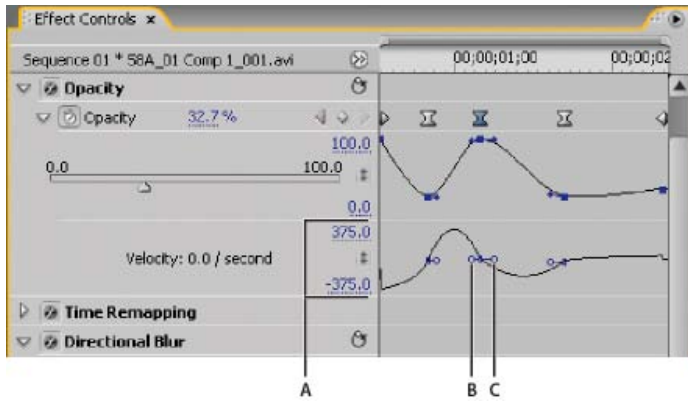 Effect Controls x
Sequence 01 * S8A_01 Comp 1_001.avi
00;00;01;00 00;00;02
Opacity
Opacity 32.7%
100.0
0.0 100.0
0.0
375.0
Velocity: 0.0 / second
-375.0
Time Remapping
Directional Blur
A B C